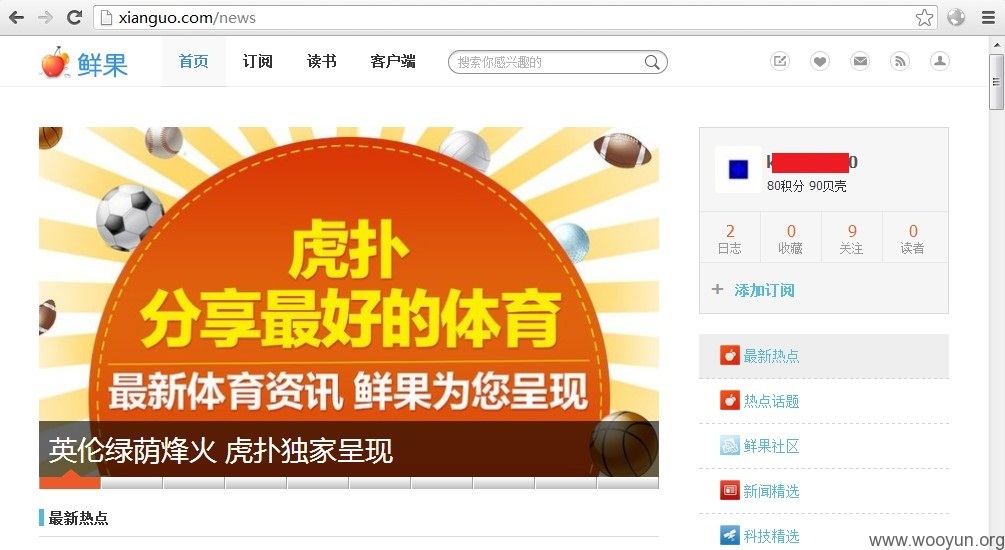 xianguo.com/news
鲜果
首页 订阅 读书 客户端
搜索你感兴趣的
虎扑
分享最好的体育
最新体育资讯 鲜果为您呈现
英伦绿荫烽火 虎扑独家呈现
最新热点
k 0
80积分 90贝壳
2 0 9 0
日志 收藏 关注 读者
+ 添加订阅
最新热点
热点话题
鲜果社区
新闻精选
科技精选
www.wooyun.org